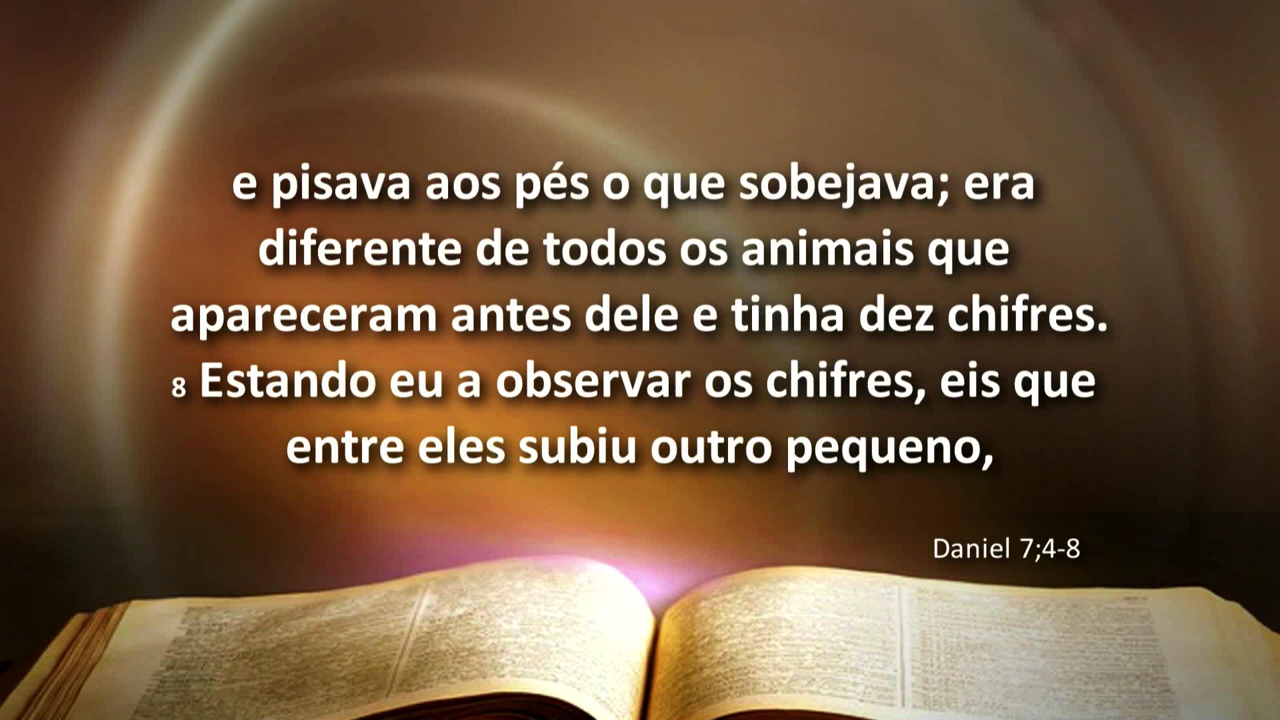 e pisava aos pés o que sobejava; era
diferente de todos os animais que
apareceram antes dele e tinha dez chifres.
8 Estando eu a observar os chifres, eis que
entre eles subiu outro pequeno,
Daniel 7;4-8